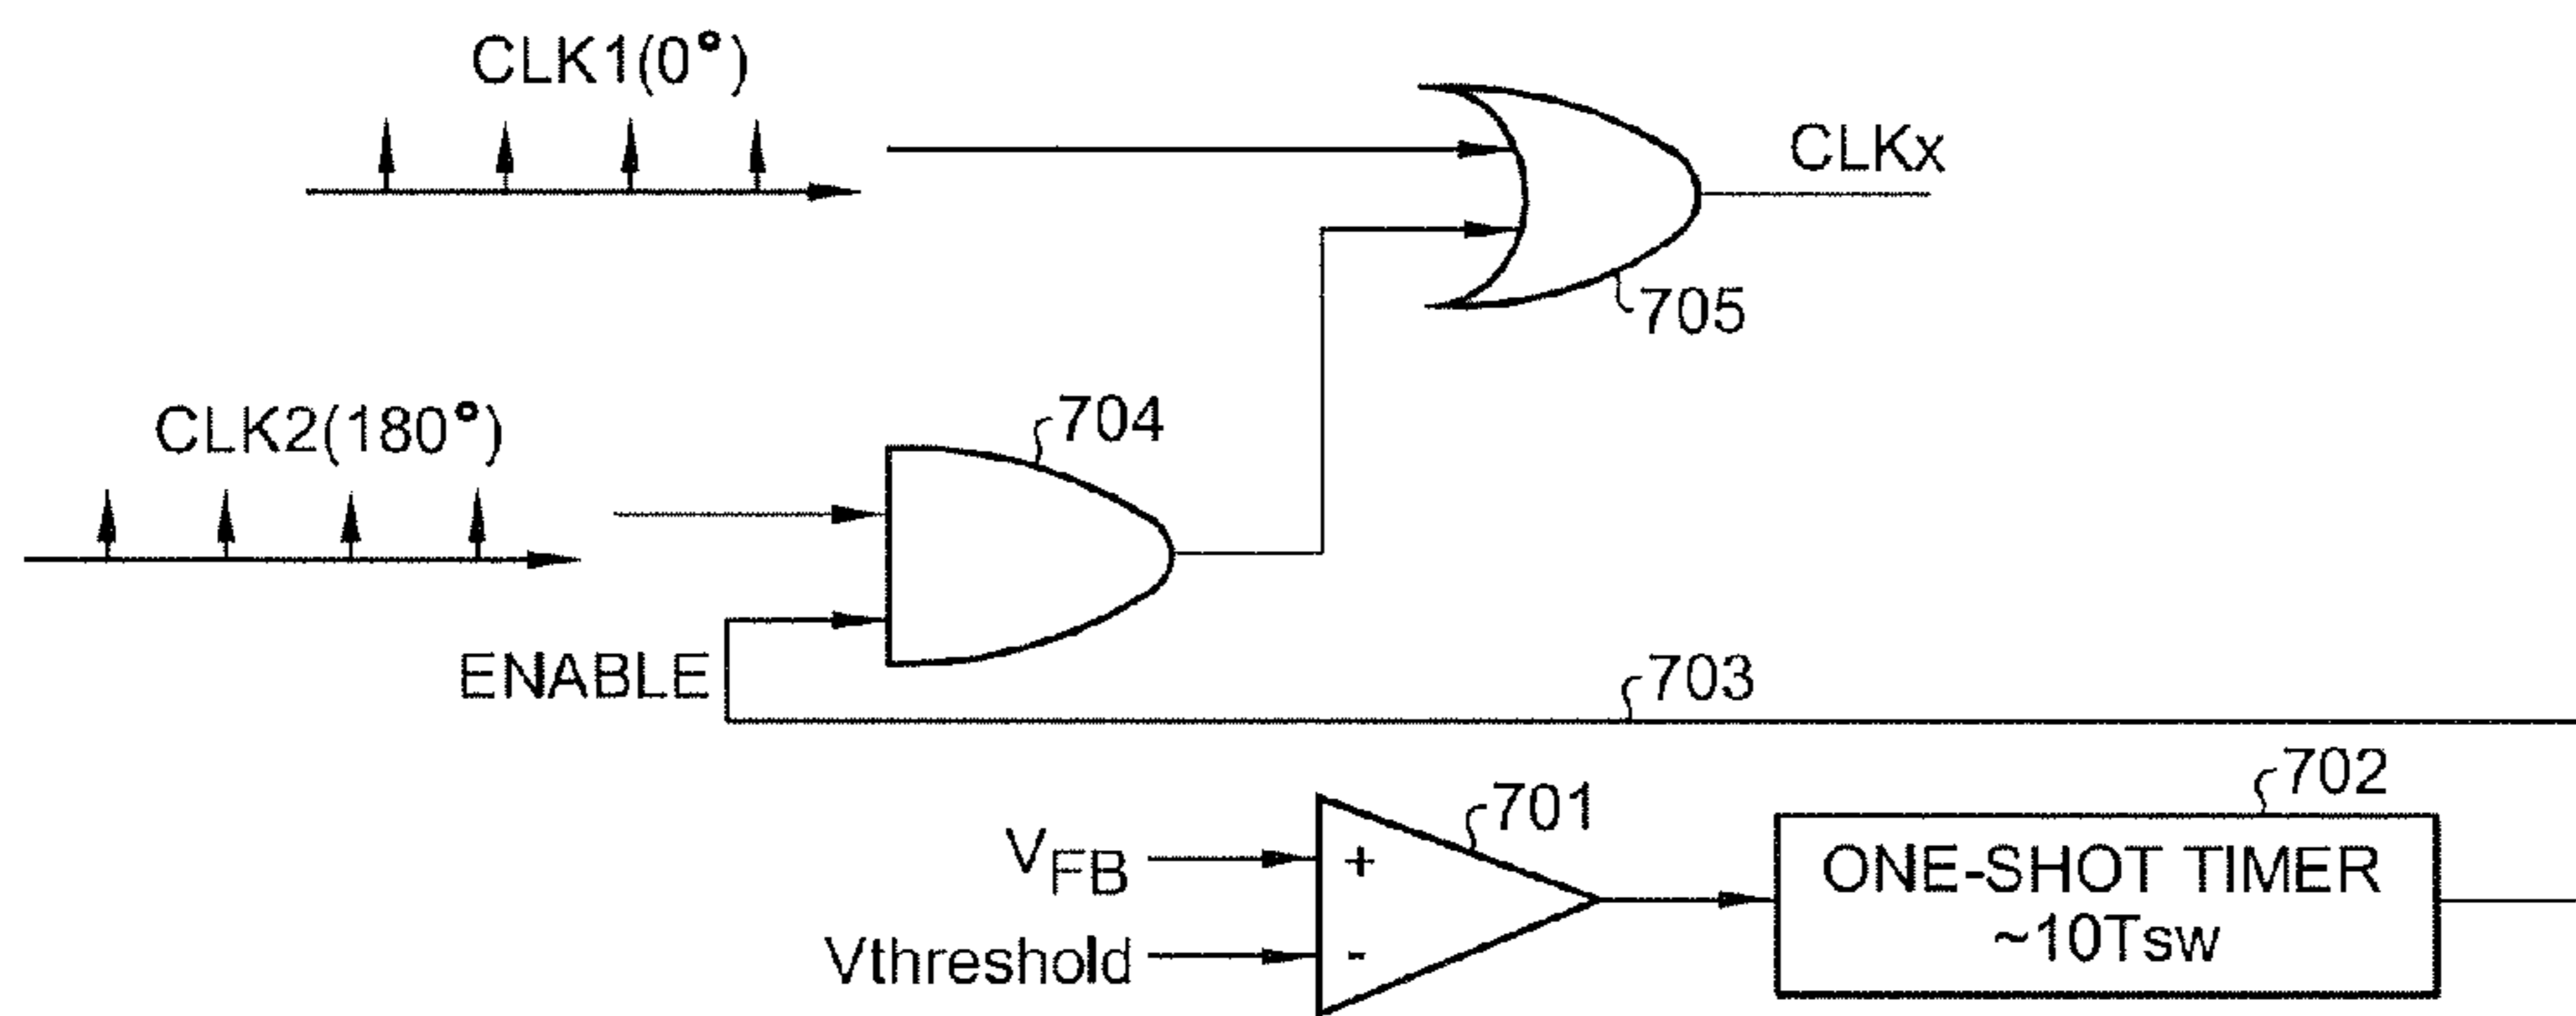 CLK1(0°)
CLKx
705
CLK2(180°)
704
ENABLE
703
702
701
VFB
+
ONE-SHOT TIMER
~10Tsw
Vthreshold
-